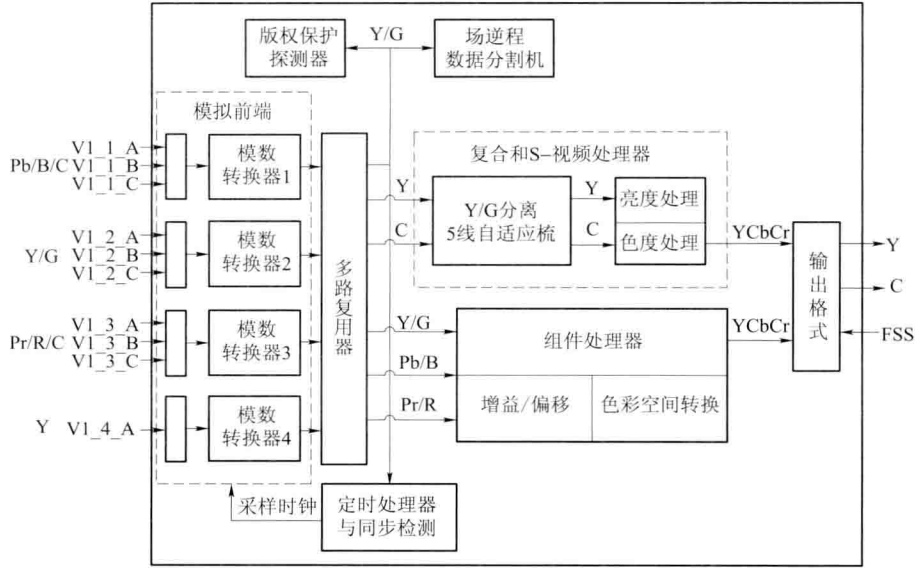 版权保护
探测器
Y/G
场逆程
数据分割机
模拟前端
Pb/B/C
V1_1_A
V1_1_B
V1_1_C
模数
转换器1
Y/G
V1_2_A
V1_2_B
V1_2_C
模数
转换器2
Pr/R/C
V1_3_A
V1_3_B
V1_3_C
模数
转换器3
Y
V1_4_A
模数
转换器4
多路复用器
复合和S-视频处理器
Y
C
Y/G分离
5线自适应梳
Y
C
亮度处理
色度处理
YCbCr
Y/G
Pb/B
Pr/R
组件处理器
增益/偏移
色彩空间转换
YCbCr
输出格式
Y
C
FSS
采样时钟
定时处理器
与同步检测